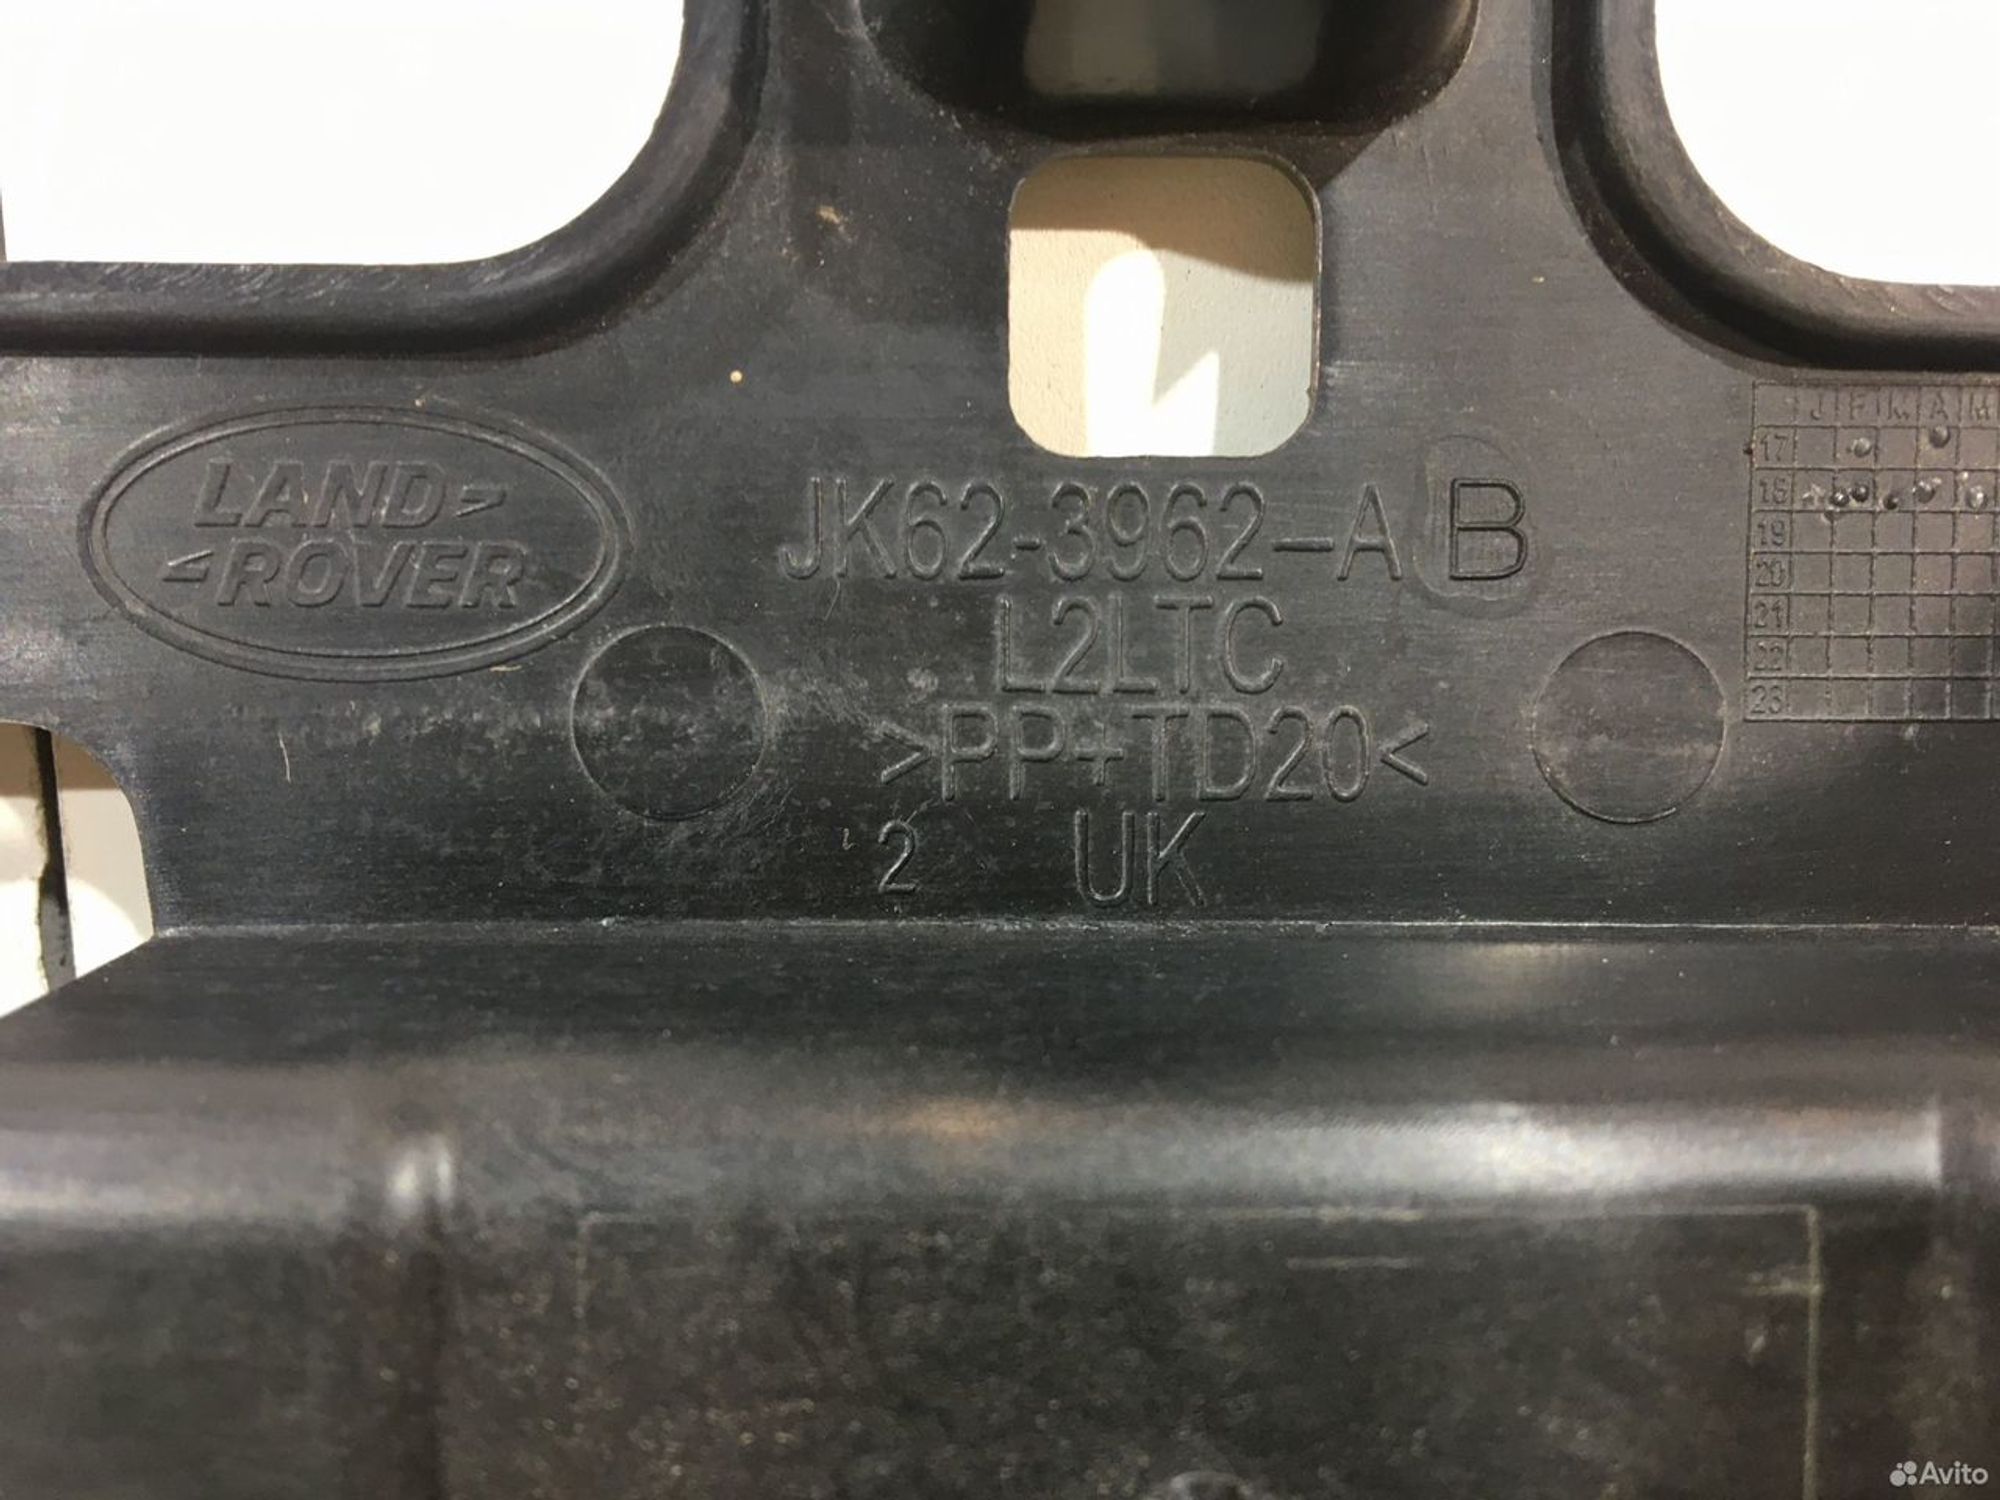 LAND
ROVER
JK62-3962-AB
L2LTC
>PP+TD20<
2 UK
J F M A M
17
18
19
20
21
22
23
Avito